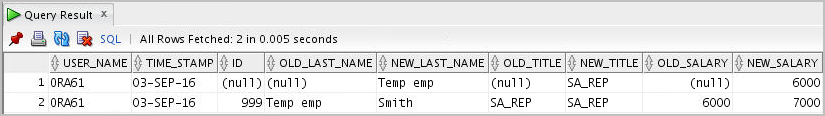 Query Result x
SQL | All Rows Fetched: 2 in 0.005 seconds
USER_NAME TIME_STAMP ID OLD_LAST_NAME NEW_LAST_NAME OLD_TITLE NEW_TITLE OLD_SALARY NEW_SALARY
1 ORA61 03-SEP-16 (null) (null) Temp emp (null) SA_REP (null) 6000
2 ORA61 03-SEP-16 999 Temp emp Smith SA_REP SA_REP 6000 7000